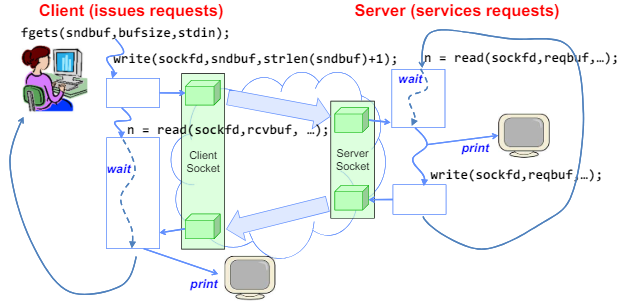 Client (issues requests)
Server (services requests)
fgets(sndbuf,bufsize,stdin);
write(sockfd,sndbuf,strlen(sndbuf)+1);
n = read(sockfd,reqbuf,…);
wait
n = read(sockfd,rcvbuf, …);
print
Client
Socket
Server
Socket
wait
write(sockfd,reqbuf,…);
print